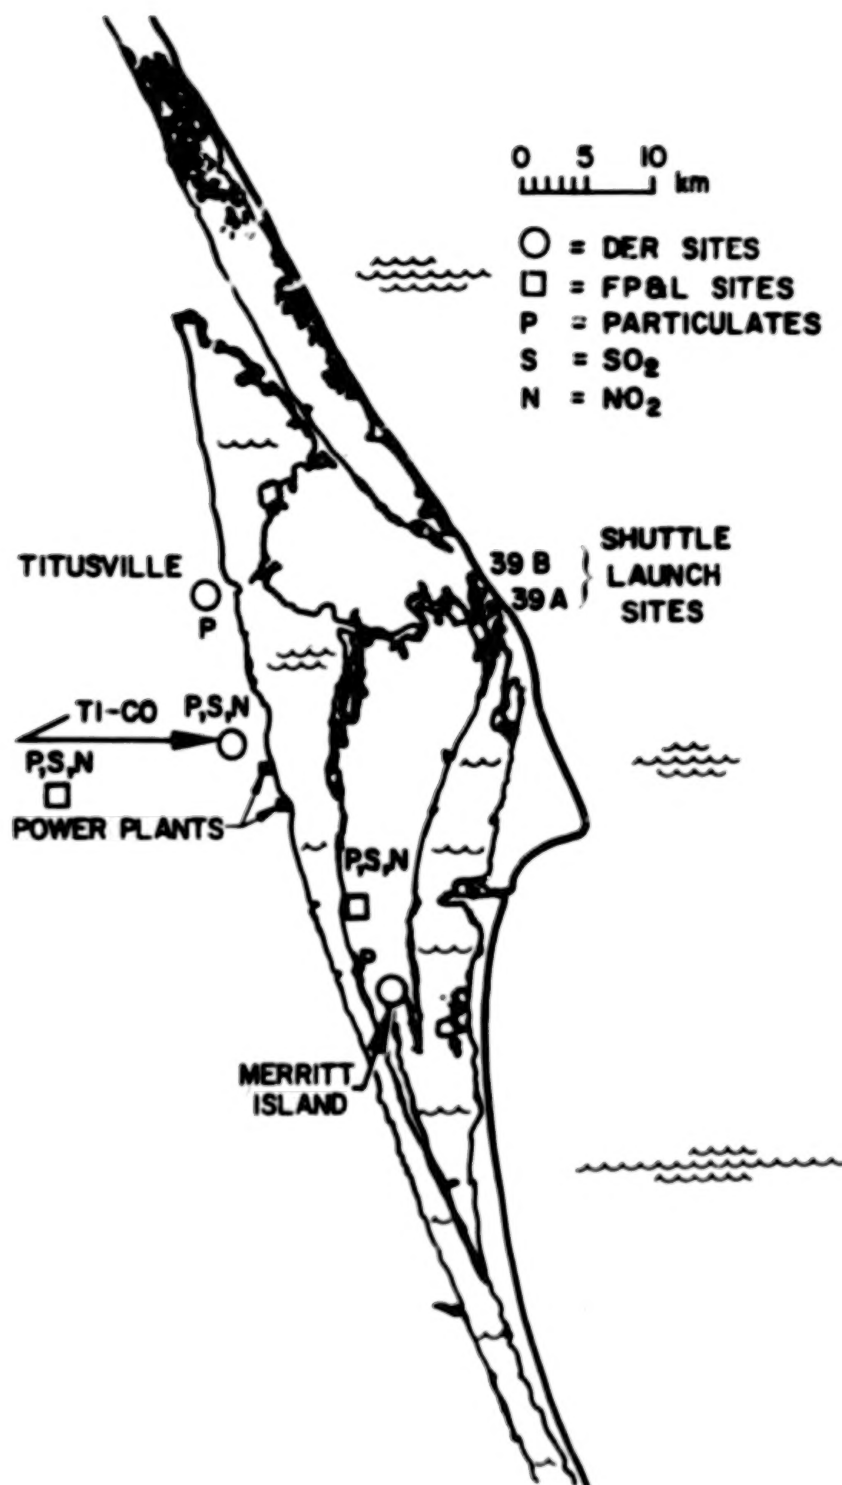 0 5 10
km
○ = DER SITES
□ = FP&L SITES
P = PARTICULATES
S = SO₂
N = NO₂
TITUSVILLE
P
39 B
39 A
SHUTTLE
LAUNCH
SITES
TI-CO
P,S,N
P,S,N
POWER PLANTS
P,S,N
P
MERRITT
ISLAND